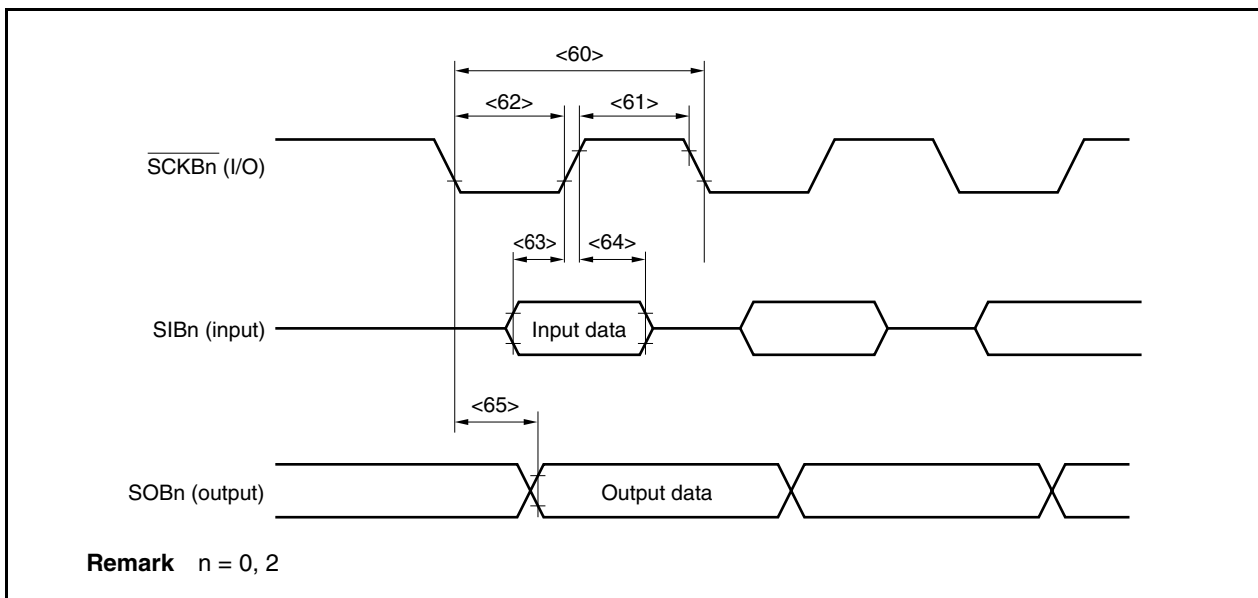 <60>
<62> <61>
SCKBn (I/O)
<63> <64>
SIBn (input) Input data
<65>
SOBn (output) Output data
Remark n = 0, 2